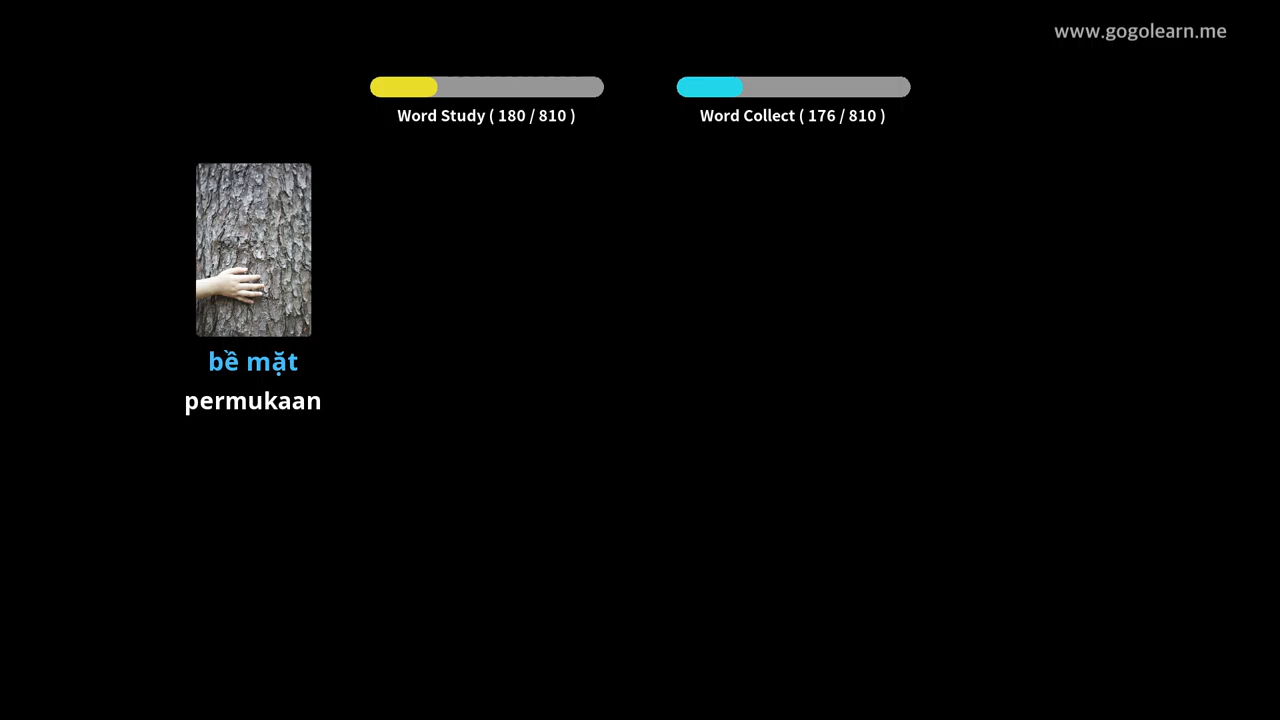 www.gogolearn.me
Word Study ( 180 / 810 )
Word Collect ( 176 / 810 )
bề mặt
permukaan